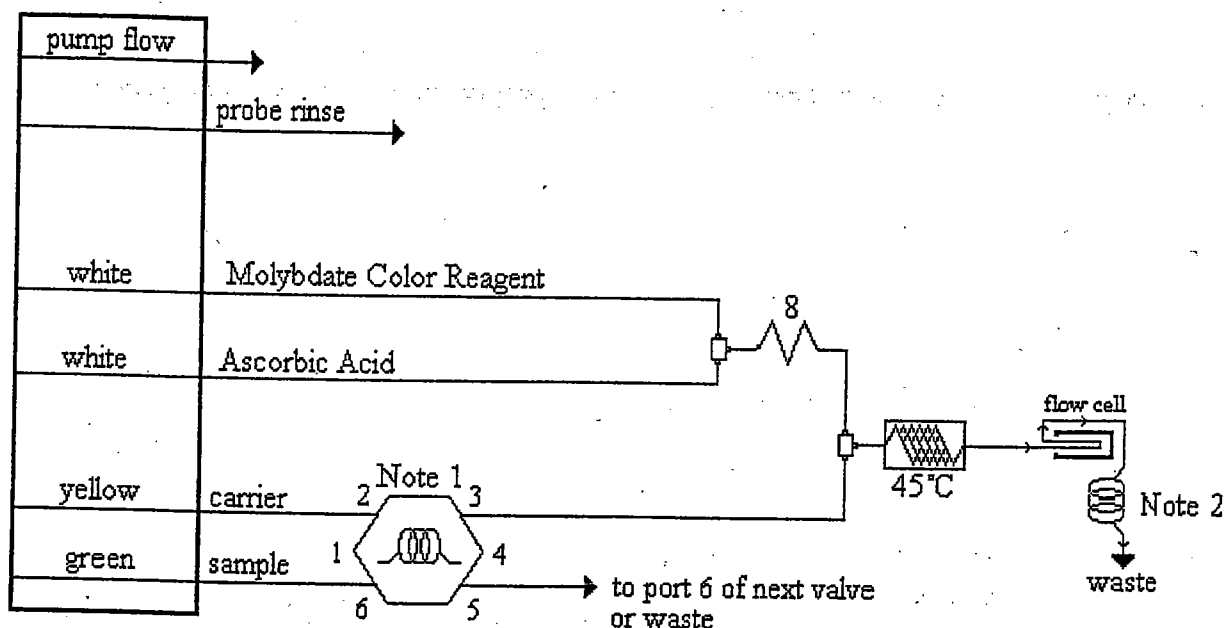 pump flow
probe rinse
white Molybdate Color Reagent
8
white Ascorbic Acid
flow cell
45°C
Note 1
yellow carrier 2 3
Note 2
1 4
green sample
6 5
to port 6 of next valve
or waste
waste